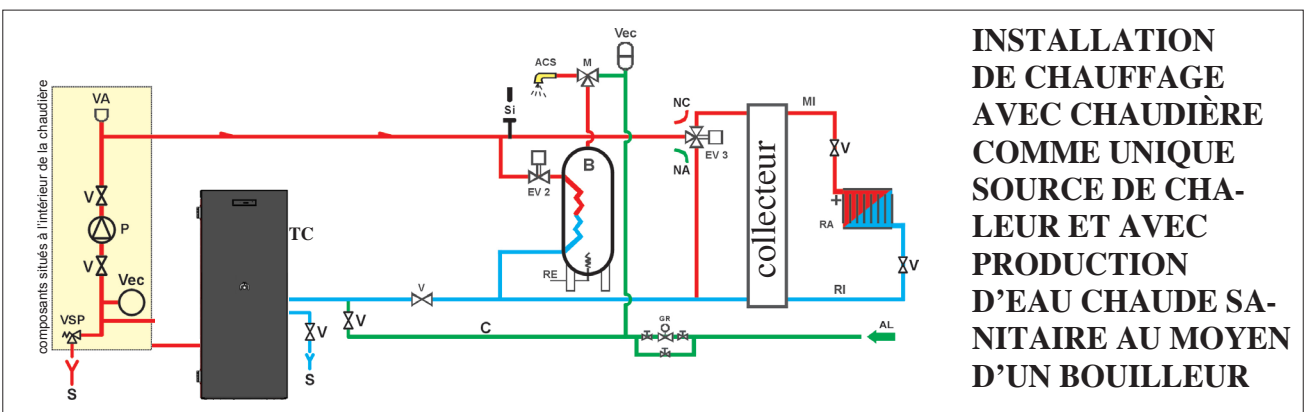 INSTALLATION
DE CHAUFFAGE
AVEC CHAUDIÈRE
COMME UNIQUE
SOURCE DE CHA-
LEUR ET AVEC
PRODUCTION
D'EAU CHAUDE SA-
NITAIRE AU MOYEN
D'UN BOUILLEUR
composants situés à l'intérieur de la chaudière
VA
V
P
V
Vec
VSP
S
TC
V
S
V
V
C
Si
EV 2
B
RE
ACS
M
Vec
GR
AL
NC
NA
EV 3
collecteur
MI
V
RA
+
V
RI